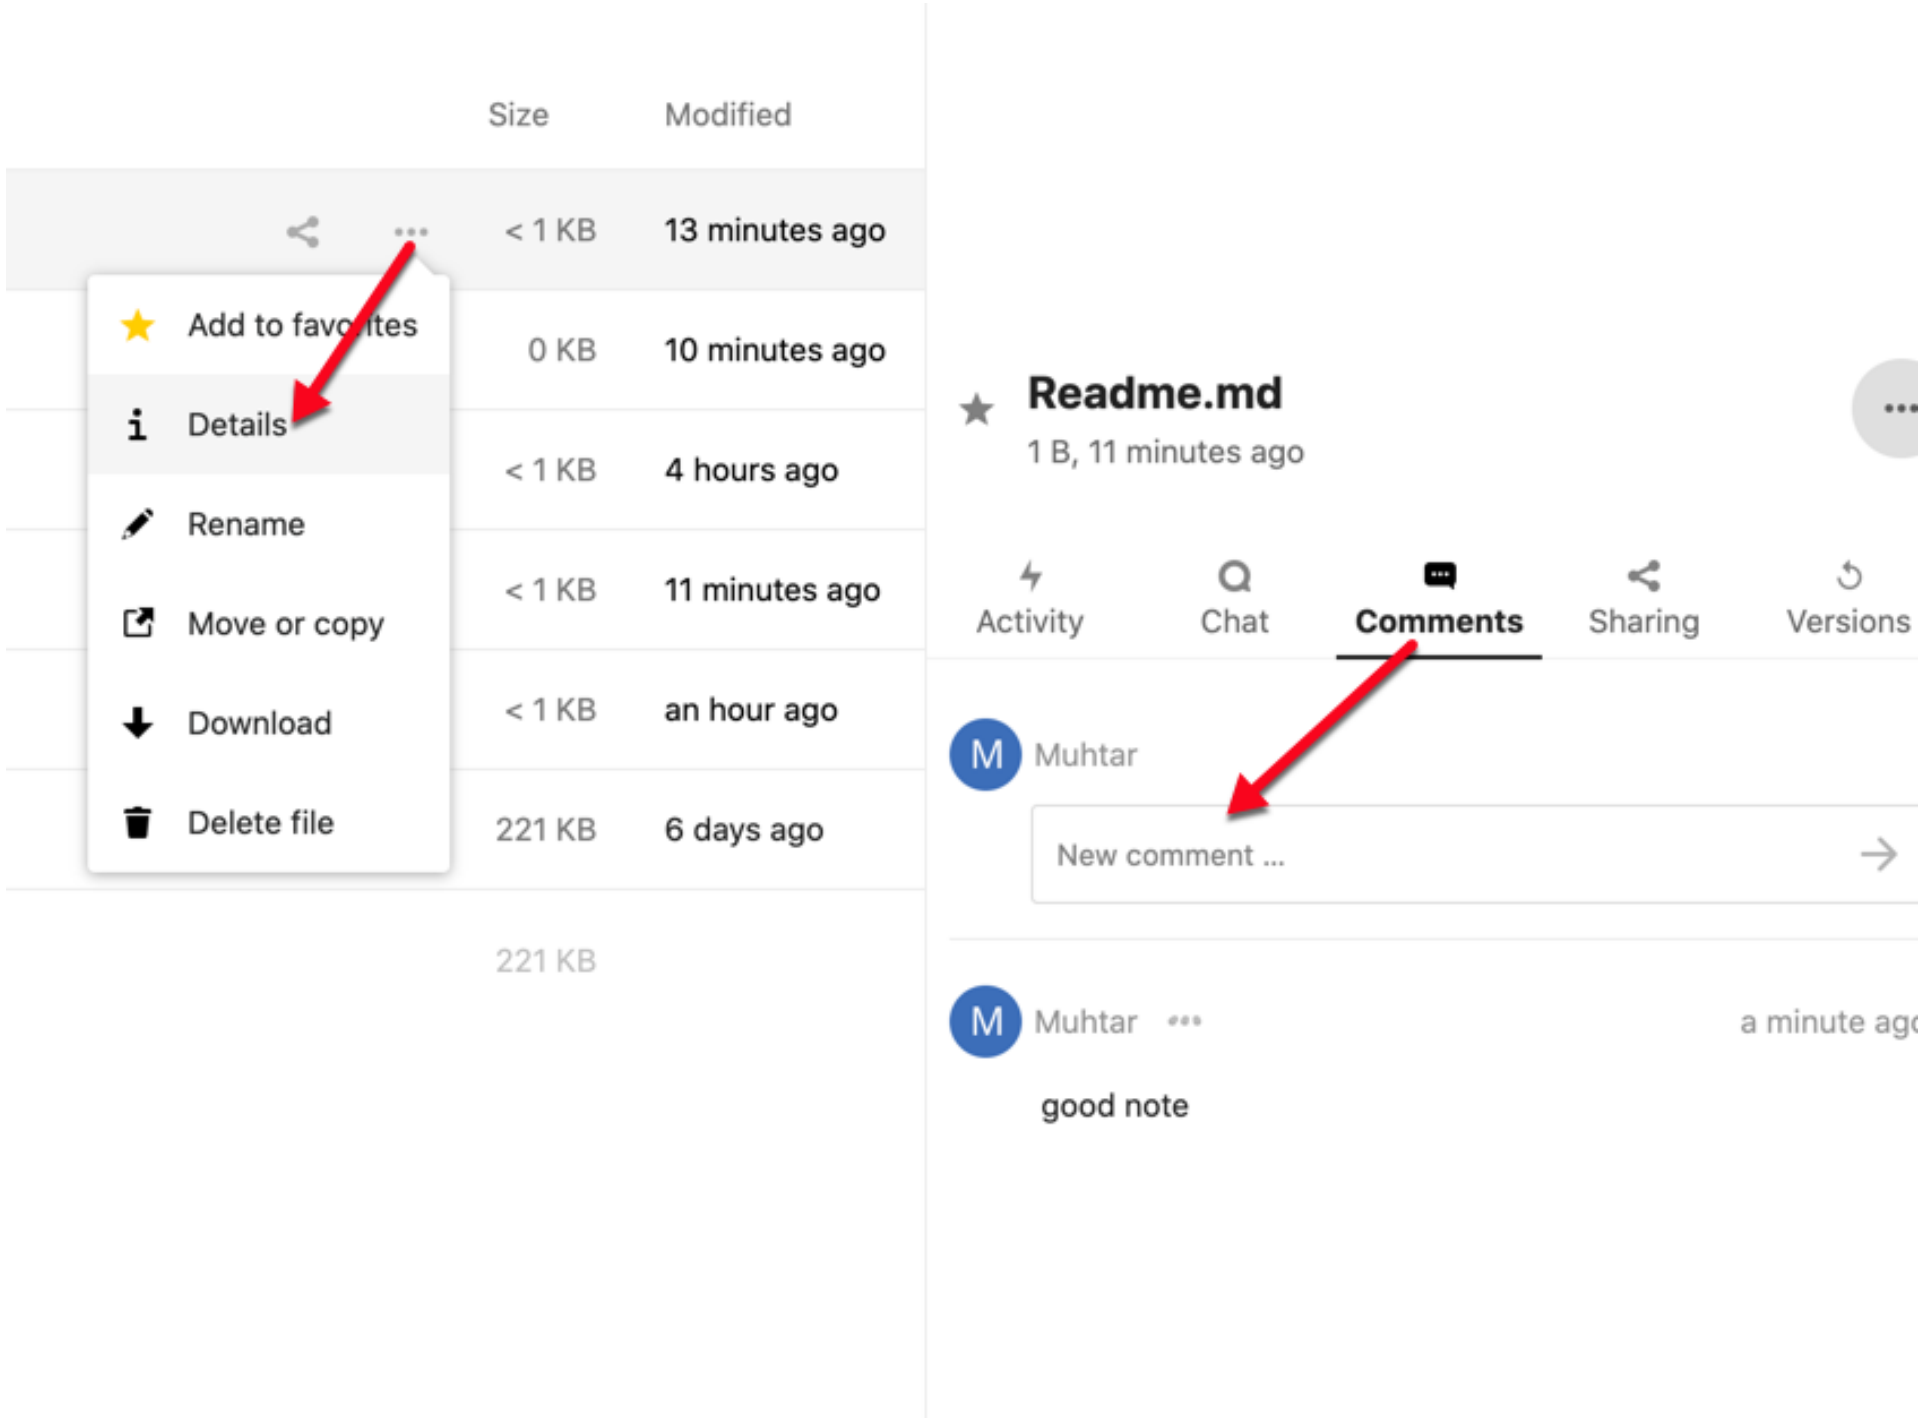 Size Modified
< 1 KB 13 minutes ago
Add to favorites
0 KB 10 minutes ago
Details
< 1 KB 4 hours ago
Rename
< 1 KB 11 minutes ago
Move or copy
< 1 KB an hour ago
Download
221 KB 6 days ago
Delete file
221 KB
Readme.md
1 B, 11 minutes ago
Activity Chat Comments Sharing Versions
M Muhtar
New comment ...
M Muhtar a minute ago
good note